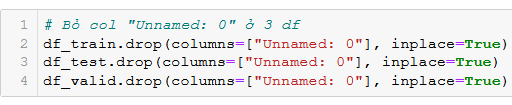 1 # Bỏ col "Unnamed: 0" ở 3 df
2 df_train.drop(columns=["Unnamed: 0"], inplace=True)
3 df_test.drop(columns=["Unnamed: 0"], inplace=True)
4 df_valid.drop(columns=["Unnamed: 0"], inplace=True)